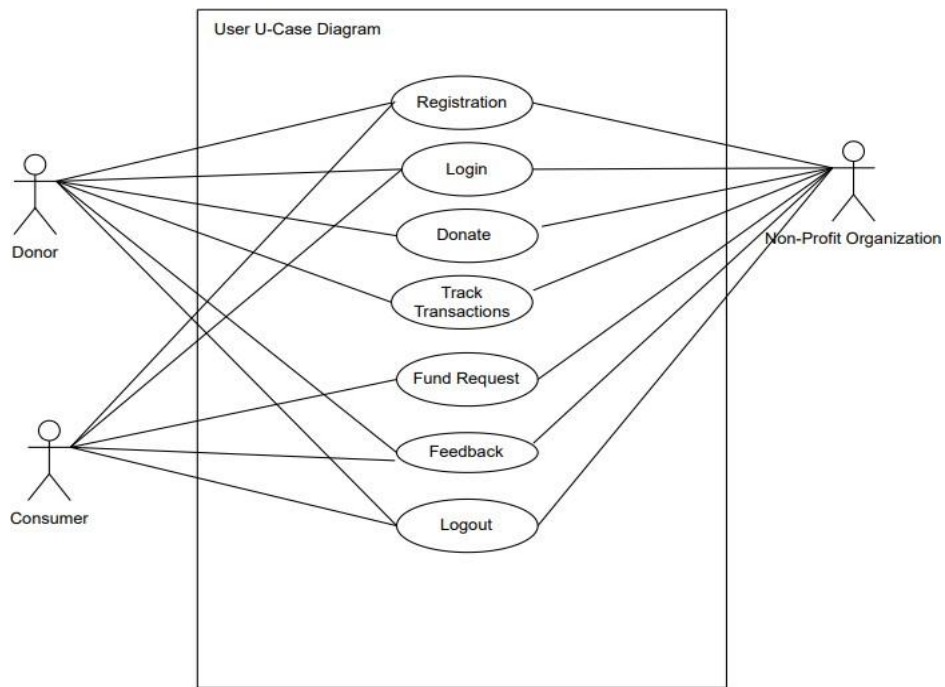 User U-Case Diagram
Registration
Login
Donor
Donate
Non-Profit Organization
Track
Transactions
Fund Request
Consumer
Feedback
Logout